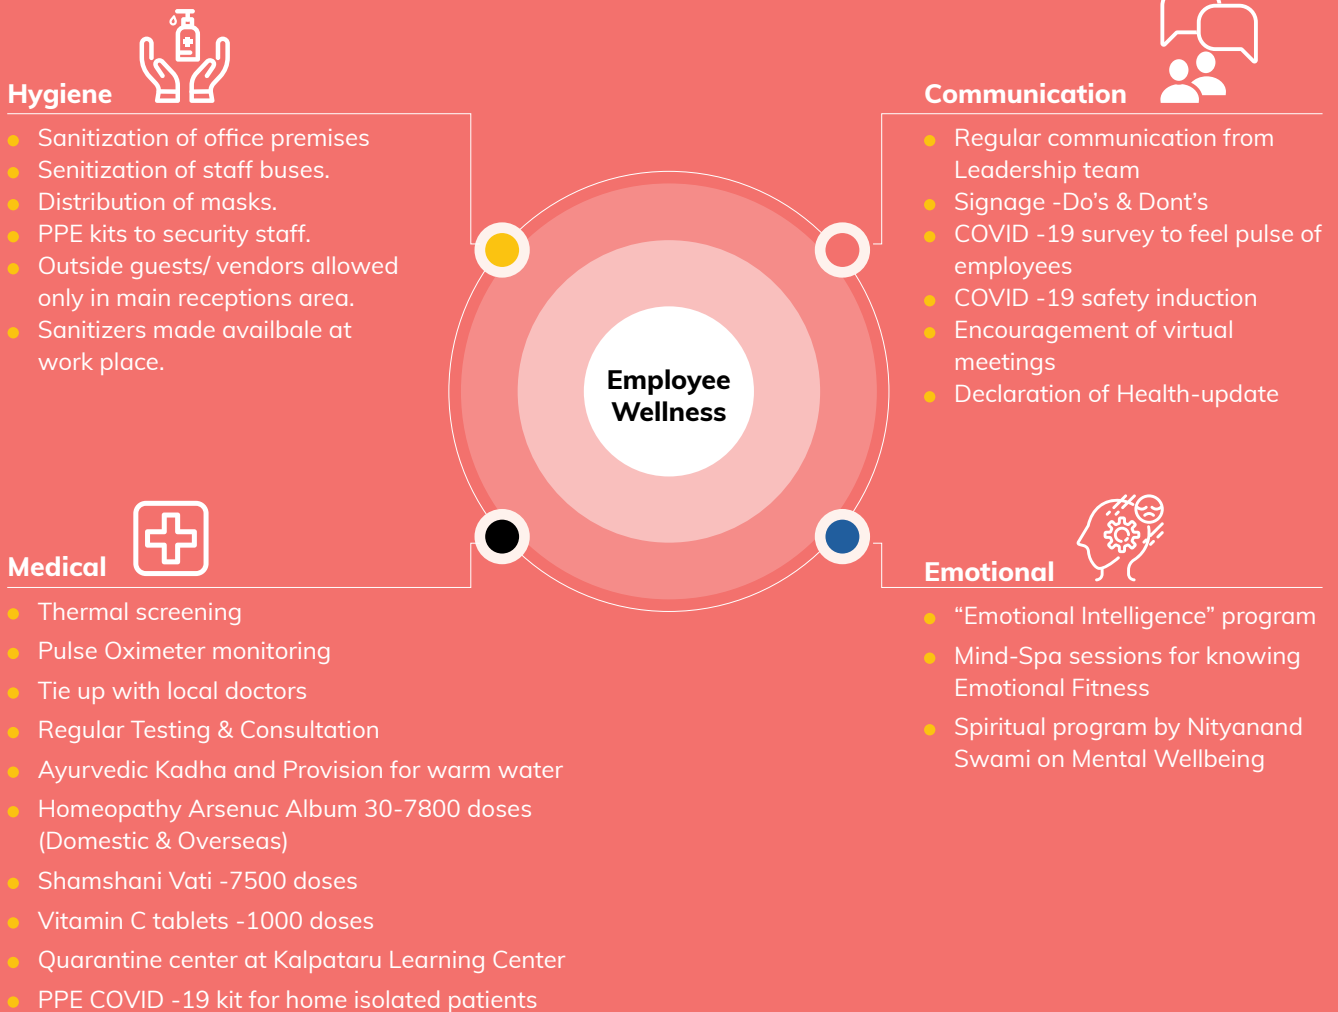 Hygiene
Sanitization of office premises
Senitization of staff buses.
Distribution of masks.
PPE kits to security staff.
Outside guests/ vendors allowed
only in main receptions area.
Sanitizers made availbale at
work place.
Communication
Regular communication from
Leadership team
Signage -Do's & Dont's
COVID -19 survey to feel pulse of
employees
COVID -19 safety induction
Encouragement of virtual
meetings
Declaration of Health-update
Employee
Wellness
Medical
Thermal screening
Pulse Oximeter monitoring
Tie up with local doctors
Regular Testing & Consultation
Ayurvedic Kadha and Provision for warm water
Homeopathy Arsenuc Album 30-7800 doses
(Domestic & Overseas)
Shamshani Vati -7500 doses
Vitamin C tablets -1000 doses
Quarantine center at Kalpataru Learning Center
PPE COVID -19 kit for home isolated patients
Emotional
“Emotional Intelligence” program
Mind-Spa sessions for knowing
Emotional Fitness
Spiritual program by Nityanand
Swami on Mental Wellbeing